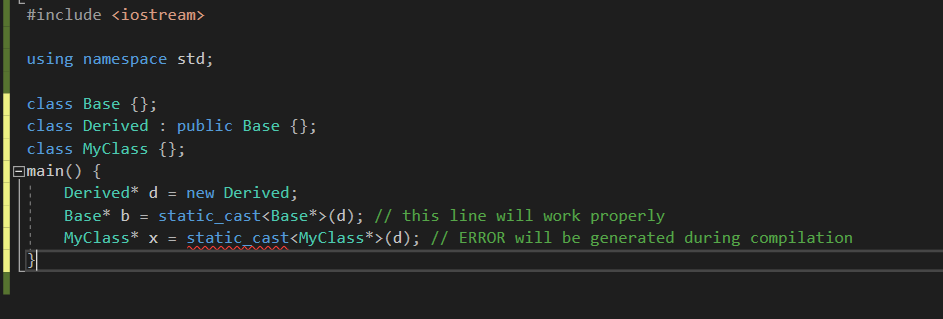 #include <iostream>
using namespace std;
class Base {};
class Derived : public Base {};
class MyClass {};
main() {
Derived* d = new Derived;
Base* b = static_cast<Base*>(d); // this line will work properly
MyClass* x = static_cast<MyClass*>(d); // ERROR will be generated during compilation
}